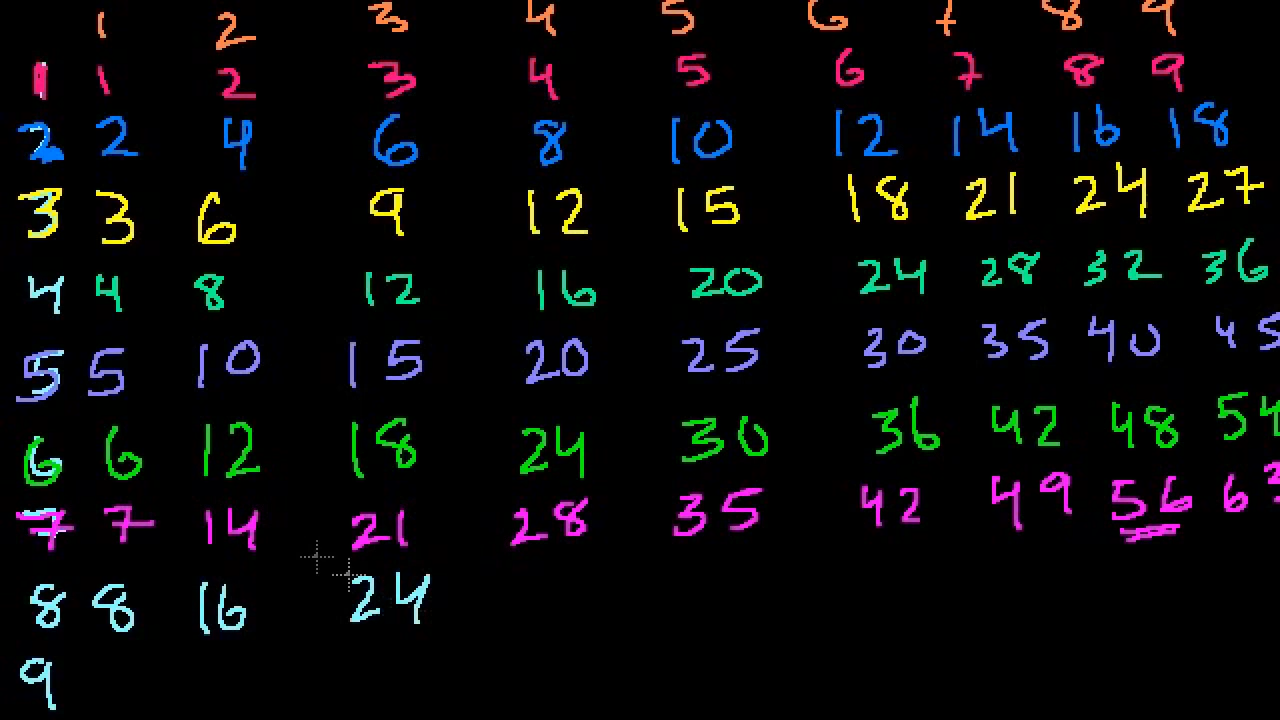 1 2 3 4 5 6 7 8 9
1 1 2 3 4 5 6 7 8 9
2 2 4 6 8 10 12 14 16 18
3 3 6 9 12 15 18 21 24 27
4 4 8 12 16 20 24 28 32 36
5 5 10 15 20 25 30 35 40 45
6 6 12 18 24 30 36 42 48 54
7 7 14 21 28 35 42 49 56 63
8 8 16 24
9